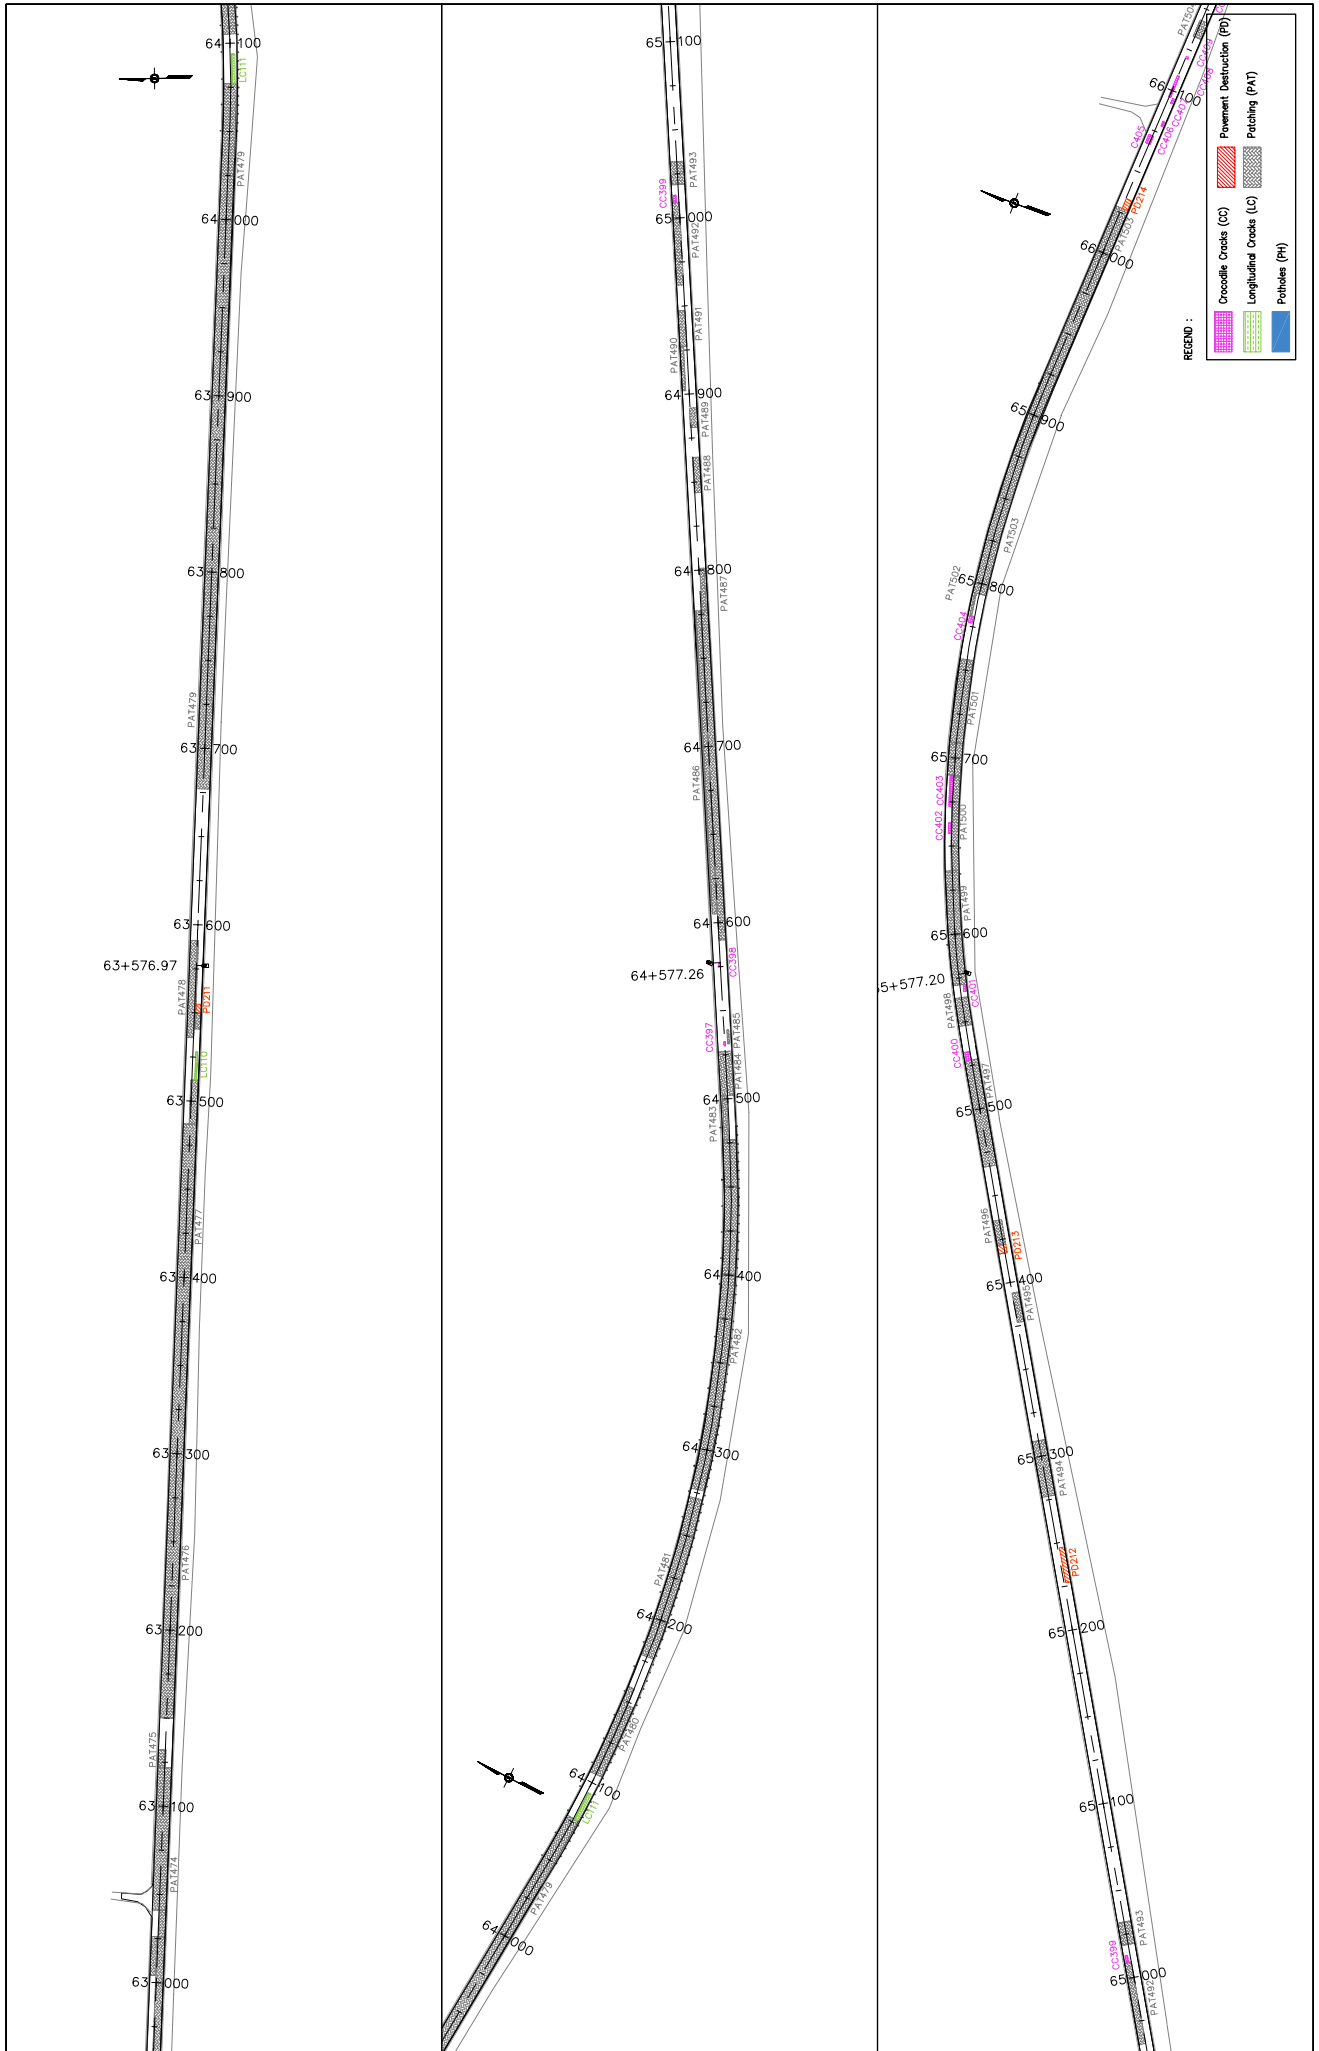 64+100
LC111
PAT479
64+000
63+900
63+800
PAT479
63+700
63+600
63+576.97
PAT478
PD211
LC110
63+500
PAT477
63+400
63+300
PAT476
63+200
PAT475
63+100
PAT474
63+000
65+100
PAT493
CC399
65+000
PAT492
PAT491
PAT490
64+900
PAT489
PAT488
64+800
PAT487
64+700
PAT486
64+600
CC398
64+577.26
CC397
PAT485
PAT484
64+500
PAT483
64+400
PAT482
64+300
PAT481
64+200
PAT480
64+100
LC111
PAT479
64+000
CC409
CC408
66+100
CC407
CC406
C405
PD214
PAT503
66+000
65+900
PAT503
PAT502
65+800
CC404
PAT501
65+700
CC403
CC402
PAT500
PAT499
65+600
5+577.20
CC401
PAT498
CC400
PAT497
65+500
PAT496
PD213
65+400
PAT495
65+300
PAT494
PD212
65+200
65+100
PAT493
CC399
65+000
PAT492
REGEND :
Crocodile Cracks (CC)
Pavement Destruction (PD)
Longitudinal Cracks (LC)
Patching (PAT)
Potholes (PH)